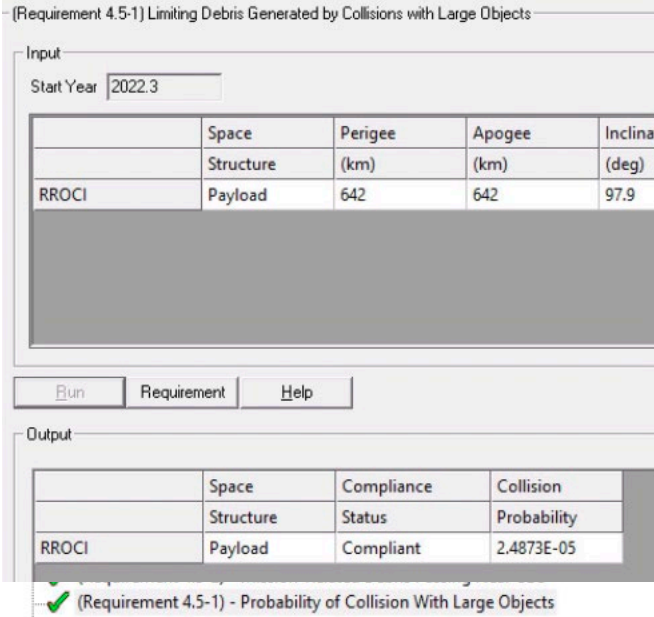 (Requirement 4.5-1) Limiting Debris Generated by Collisions with Large Objects
Input
Start Year 2022.3
Space Perigee Apogee Inclina
Structure (km) (km) (deg)
RROCI Payload 642 642 97.9
Run Requirement Help
Output
Space Compliance Collision
Structure Status Probability
RROCI Payload Compliant 2.4873E-05
(Requirement 4.5-1) - Probability of Collision With Large Objects